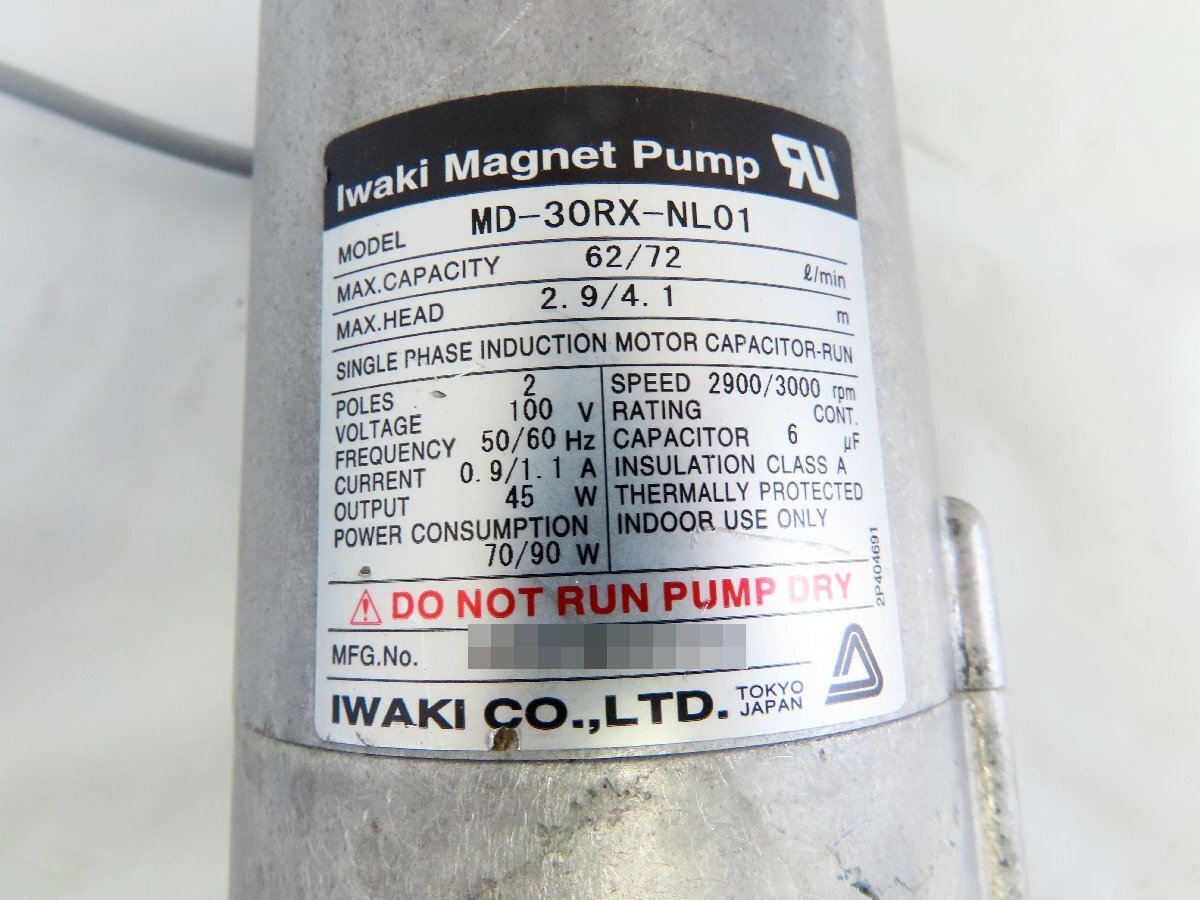 Iwaki Magnet Pump RU
MODEL MD-30RX-NL01
MAX.CAPACITY 62/72 ℓ/min
MAX.HEAD 2.9/4.1 m
SINGLE PHASE INDUCTION MOTOR CAPACITOR-RUN
POLES 2
VOLTAGE 100 V
FREQUENCY 50/60 Hz
CURRENT 0.9/1.1 A
OUTPUT 45 W
POWER CONSUMPTION
70/90 W
SPEED 2900/3000 rpm
RATING CONT.
CAPACITOR 6 µF
INSULATION CLASS A
THERMALLY PROTECTED
INDOOR USE ONLY
DO NOT RUN PUMP DRY
2P404691
MFG.No.
IWAKI CO.,LTD. TOKYO
JAPAN